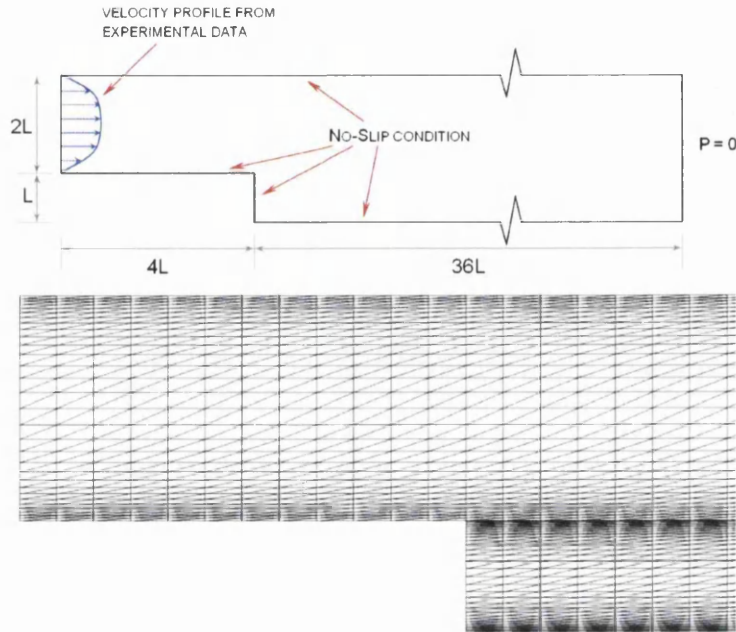 VELOCITY PROFILE FROM
EXPERIMENTAL DATA
2L
NO-SLIP CONDITION
P = 0
L
4L
36L